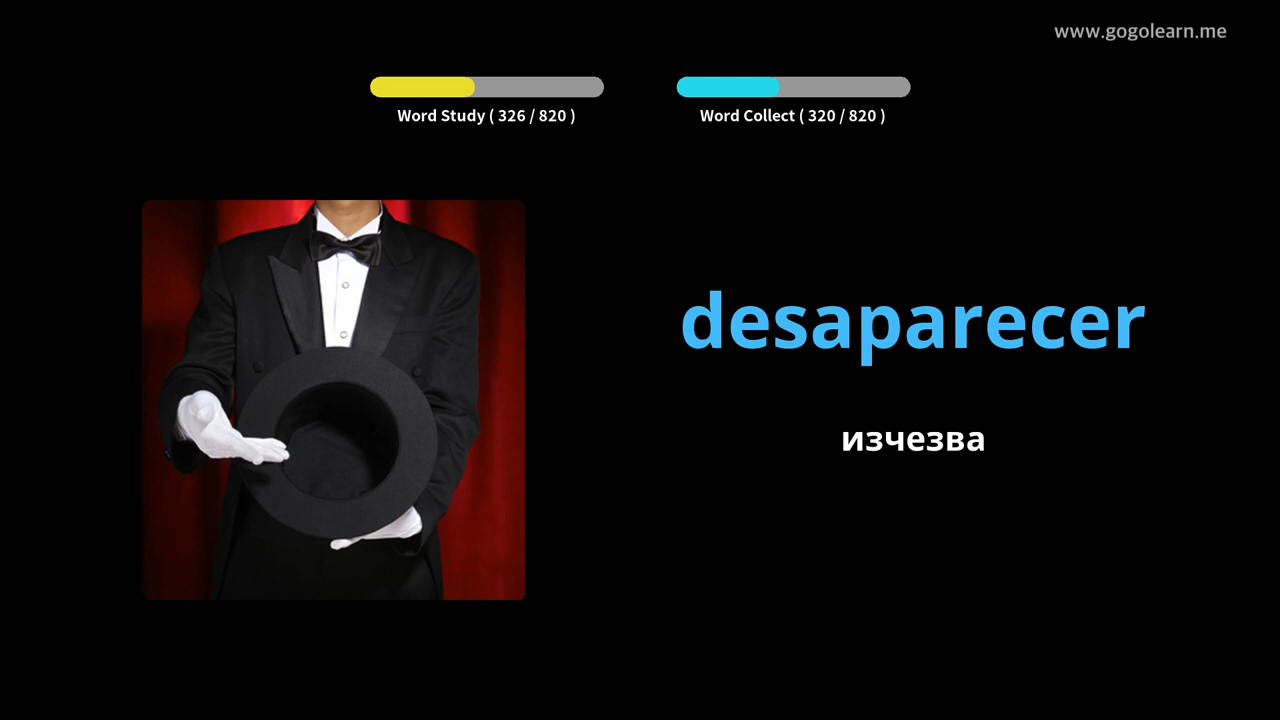 www.gogolearn.me
Word Study ( 326 / 820 )
Word Collect ( 320 / 820 )
desaparecer
изчезва